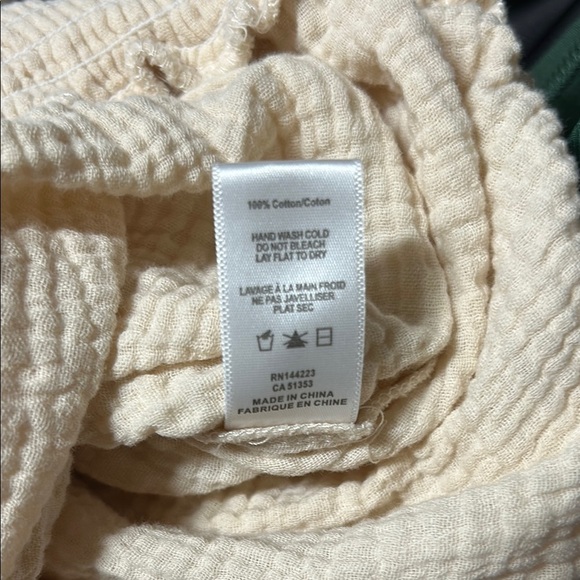 100% Cotton/Coton
HAND WASH COLD
DO NOT BLEACH
LAY FLAT TO DRY
LAVAGE À LA MAIN FROID
NE PAS JAVELLISER
PLAT SEC
RN144223
CA 51353
MADE IN CHINA
FABRIQUE EN CHINE